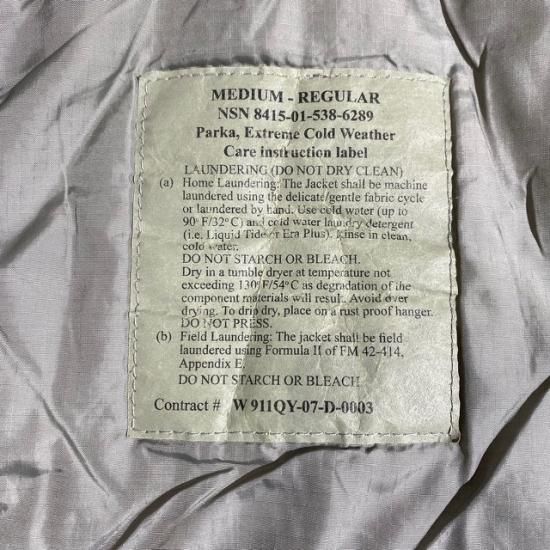 MEDIUM - REGULAR
NSN 8415-01-538-6289
Parka, Extreme Cold Weather
Care instruction label
LAUNDERING (DO NOT DRY CLEAN)
(a) Home Laundering: The Jacket shall be machine
laundered using the delicate/gentle fabric cycle
or laundered by hand. Use cold water (up to
90° F/32°C) and cold water laundry detergent
(i.e. Liquid Tide or Era Plus). Rinse in clean,
cold water.
DO NOT STARCH OR BLEACH.
Dry in a tumble dryer at temperature not
exceeding 130°F/54°C as degradation of the
component materials will result. Avoid over
drying. To drip dry, place on a rust proof hanger.
DO NOT PRESS.
(b) Field Laundering: The jacket shall be field
laundered using Formula II of FM 42-414,
Appendix E.
DO NOT STARCH OR BLEACH
Contract # W911QY-07-D-0003